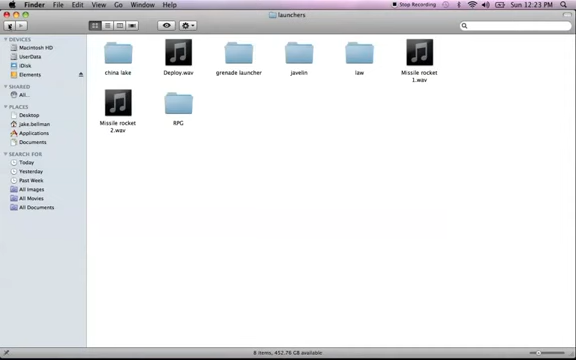 Finder File Edit View Go Window Help Stop Recording Sun 12:23 PM
launchers
DEVICES
Macintosh HD
UserData
iDisk
Elements
SHARED
All...
PLACES
Desktop
jake.bellman
Applications
Documents
SEARCH FOR
Today
Yesterday
Past Week
All Images
All Movies
All Documents
china lake
Deploy.wav
grenade launcher
javelin
law
Missile rocket
1.wav
Missile rocket
2.wav
RPG
8 items, 452.76 GB available